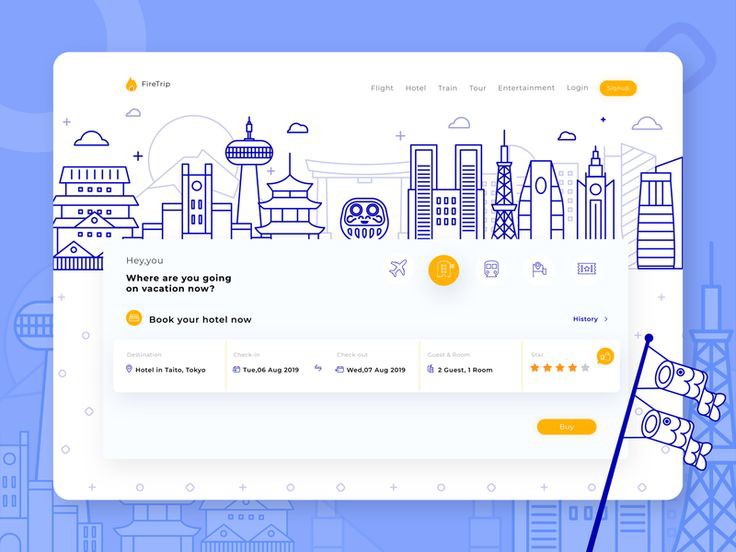 FireTrip
Flight Hotel Train Tour Entertainment Login Signup
Hey,you
Where are you going
on vacation now?
Book your hotel now
History
Destination Check-in Check-out Guest & Room Star
Hotel in Taito, Tokyo Tue,06 Aug 2019 Wed,07 Aug 2019 2 Guest, 1 Room
Buy